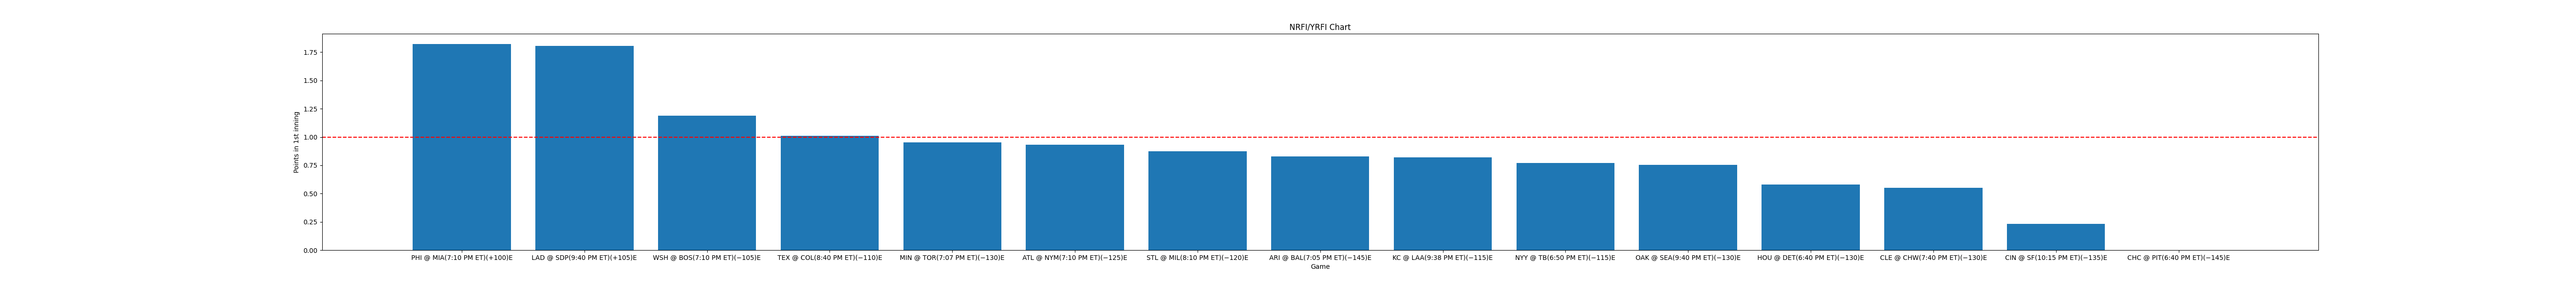 NRFI/YRFI Chart
Points in 1st inning
1.75
1.50
1.25
1.00
0.75
0.50
0.25
0.00
PHI @ MIA(7:10 PM ET)(+100)E
LAD @ SDP(9:40 PM ET)(+105)E
WSH @ BOS(7:10 PM ET)(−105)E
TEX @ COL(8:40 PM ET)(−110)E
MIN @ TOR(7:07 PM ET)(−130)E
ATL @ NYM(7:10 PM ET)(−125)E
STL @ MIL(8:10 PM ET)(−120)E
ARI @ BAL(7:05 PM ET)(−145)E
KC @ LAA(9:38 PM ET)(−115)E
NYY @ TB(6:50 PM ET)(−115)E
OAK @ SEA(9:40 PM ET)(−130)E
HOU @ DET(6:40 PM ET)(−130)E
CLE @ CHW(7:40 PM ET)(−130)E
CIN @ SF(10:15 PM ET)(−135)E
CHC @ PIT(6:40 PM ET)(−145)E
Game